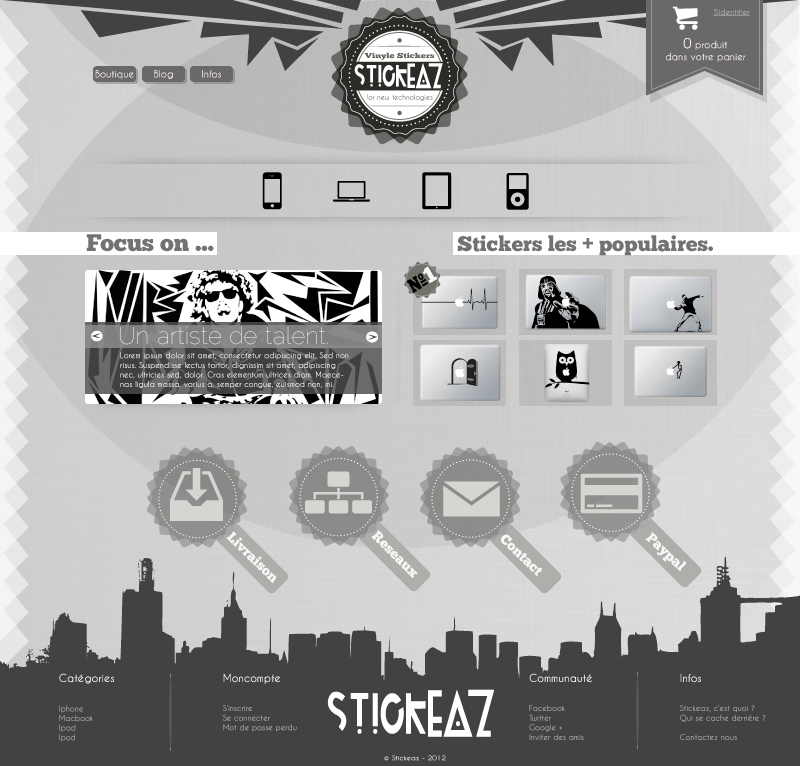 S'identifier
0 produit
dans votre panier
Boutique
Blog
Infos
Vinyle Stickers
STICKEAZ
for new technologies
Focus on ...
Stickers les + populaires.
Nº1
Un artiste de talent.
Lorem ipsum dolor sit amet, consectetur adipiscing elit. Sed non
risus. Suspendisse lectus tortor, dignissim sit amet, adipiscing
nec, ultricies sed, dolor. Cras elementum ultrices diam. Maece-
nas ligula massa, varius a, semper congue, euismod non, mi.
Livraison
Reseaux
Contact
Paypal
Catégories
Iphone
Macbook
Ipad
Ipod
Moncompte
S'inscrire
Se connecter
Mot de passe perdu
STICKEAZ
Communauté
Facebook
Twitter
Google +
Inviter des amis
Infos
Stickeaz, c'est quoi ?
Qui se cache derrière ?
Contactez nous
© Stickeaz - 2012